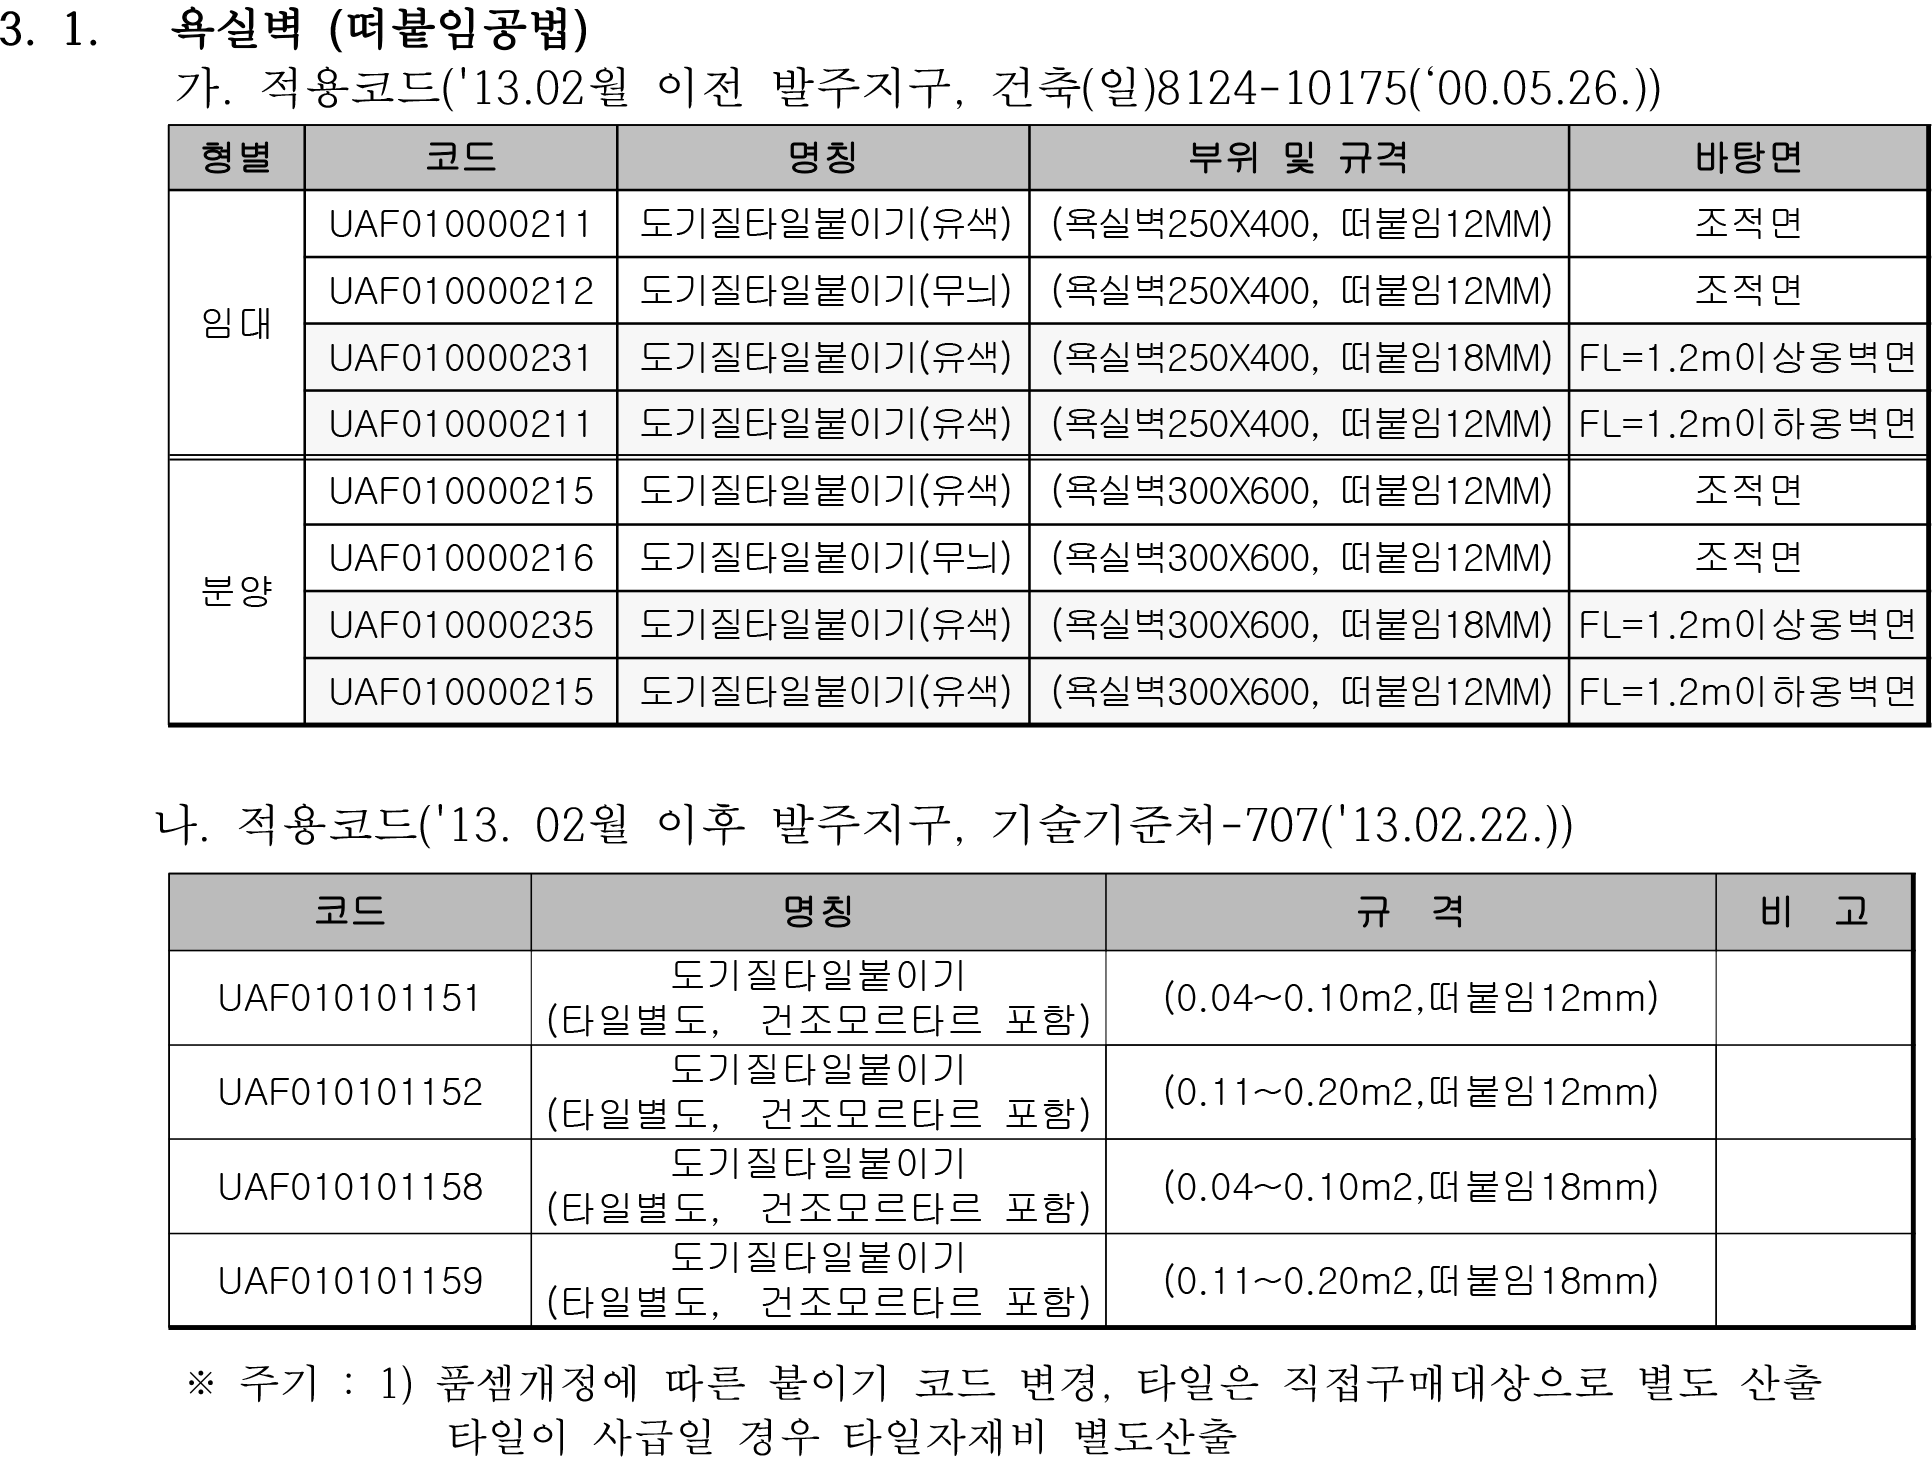 3. 1. 욕실벽 (떠붙임공법)
가. 적용코드('13.02월 이전 발주지구, 건축(일)8124-10175(‘00.05.26.))
형별 코드 명칭 부위 및 규격 바탕면
임대
UAF010000211 도기질타일붙이기(유색) (욕실벽250X400, 떠붙임12MM) 조적면
UAF010000212 도기질타일붙이기(무늬) (욕실벽250X400, 떠붙임12MM) 조적면
UAF010000231 도기질타일붙이기(유색) (욕실벽250X400, 떠붙임18MM) FL=1.2m이상옹벽면
UAF010000211 도기질타일붙이기(유색) (욕실벽250X400, 떠붙임12MM) FL=1.2m이하옹벽면
분양
UAF010000215 도기질타일붙이기(유색) (욕실벽300X600, 떠붙임12MM) 조적면
UAF010000216 도기질타일붙이기(무늬) (욕실벽300X600, 떠붙임12MM) 조적면
UAF010000235 도기질타일붙이기(유색) (욕실벽300X600, 떠붙임18MM) FL=1.2m이상옹벽면
UAF010000215 도기질타일붙이기(유색) (욕실벽300X600, 떠붙임12MM) FL=1.2m이하옹벽면
나. 적용코드('13. 02월 이후 발주지구, 기술기준처-707('13.02.22.))
코드 명칭 규 격 비 고
UAF010101151 도기질타일붙이기
(타일별도, 건조모르타르 포함) (0.04~0.10m2,떠붙임12mm)
UAF010101152 도기질타일붙이기
(타일별도, 건조모르타르 포함) (0.11~0.20m2,떠붙임12mm)
UAF010101158 도기질타일붙이기
(타일별도, 건조모르타르 포함) (0.04~0.10m2,떠붙임18mm)
UAF010101159 도기질타일붙이기
(타일별도, 건조모르타르 포함) (0.11~0.20m2,떠붙임18mm)
※ 주기 : 1) 품셈개정에 따른 붙이기 코드 변경, 타일은 직접구매대상으로 별도 산출
타일이 사급일 경우 타일자재비 별도산출